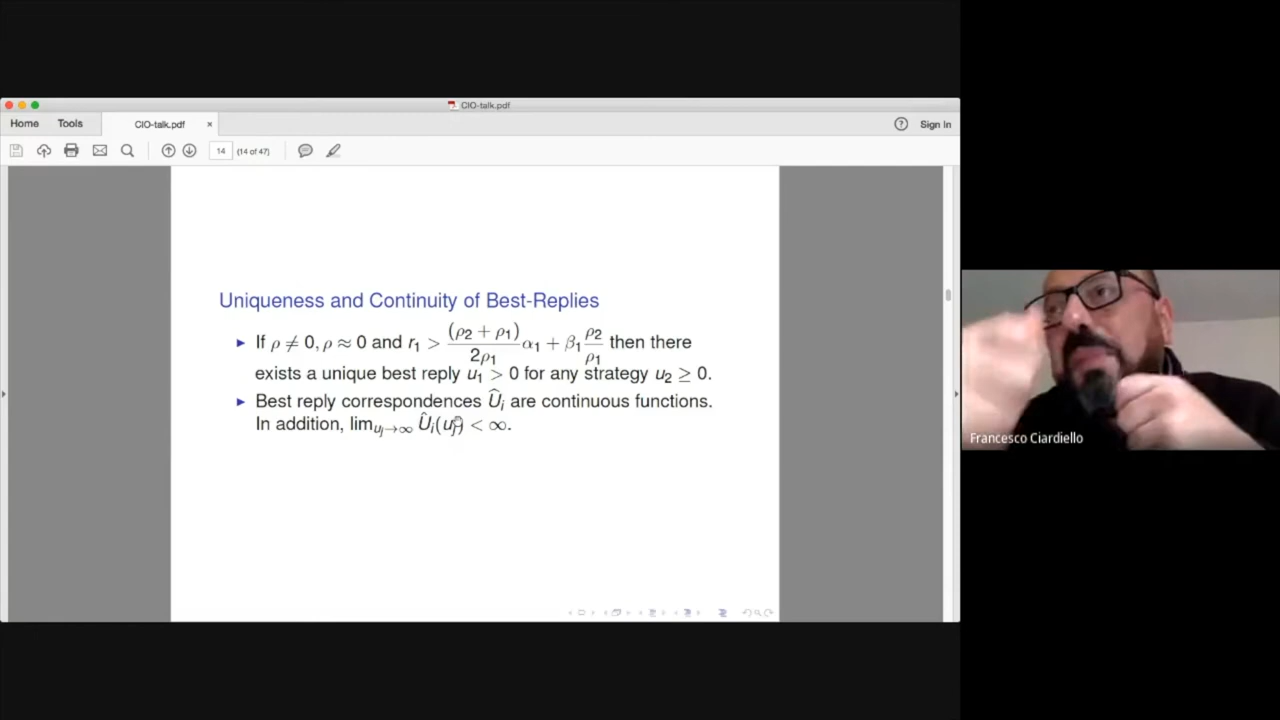 CIO-talk.pdf
Home Tools CIO-talk.pdf × ? Sign In
14 (14 of 47)
Uniqueness and Continuity of Best-Replies
► If ρ ≠ 0, ρ ≈ 0 and r₁ > (ρ₂ + ρ₁)/2ρ₁ α₁ + β₁ ρ₂/ρ₁ then there
exists a unique best reply u₁ > 0 for any strategy u₂ ≥ 0.
► Best reply correspondences Û_i are continuous functions.
In addition, lim_{u_j→∞} Û_i(u_j) < ∞.
Francesco Ciardiello